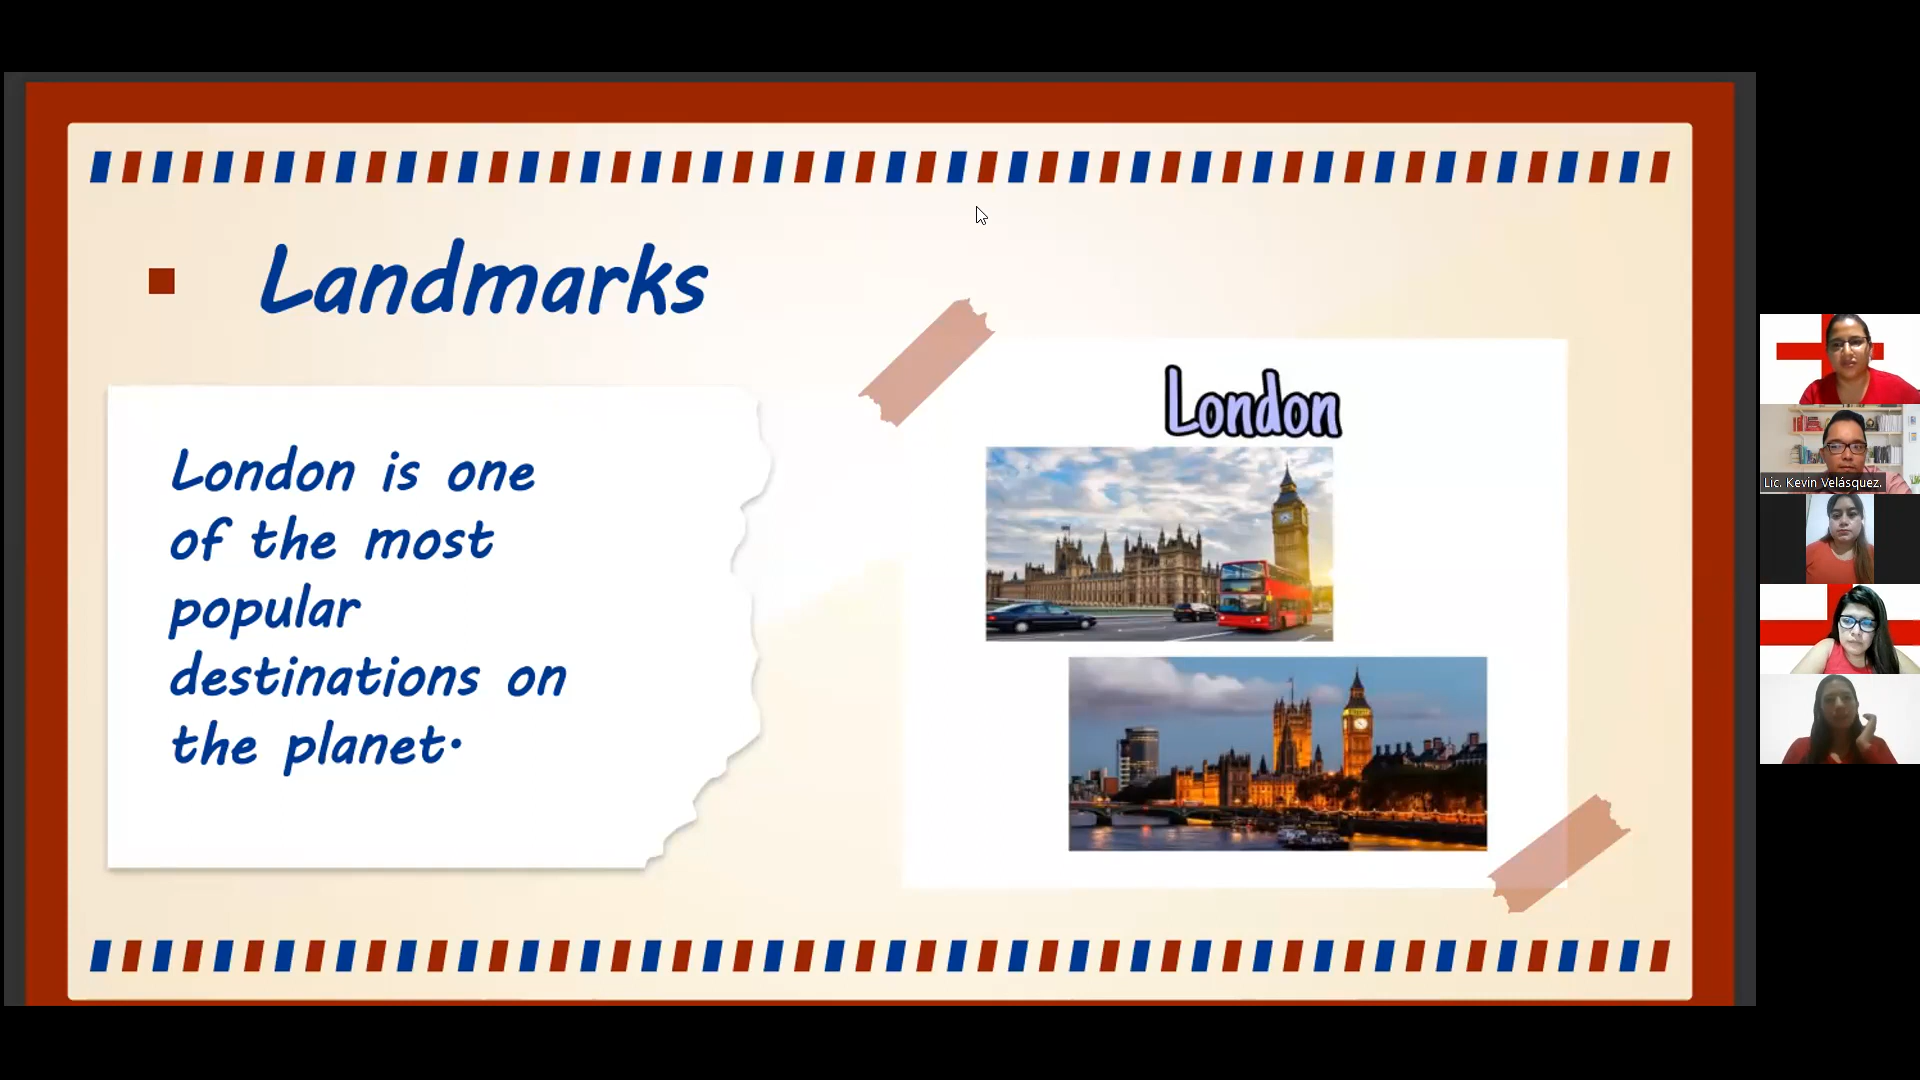 Landmarks
London is one
of the most
popular
destinations on
the planet.
London
Lic. Kevin Velásquez.